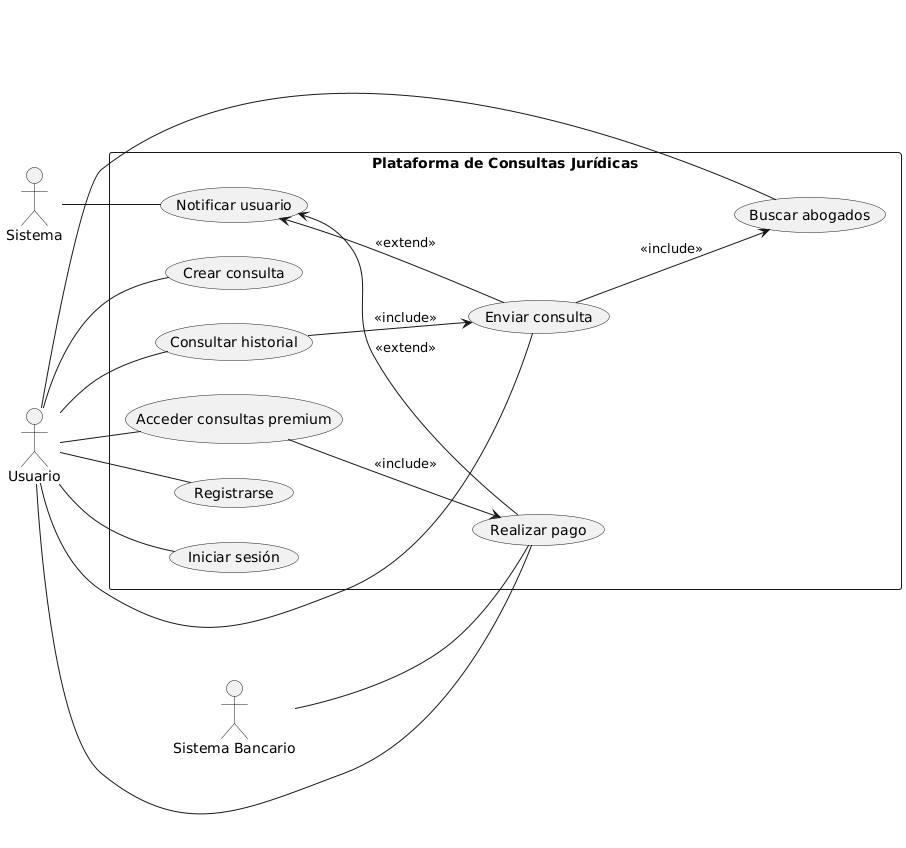 Plataforma de Consultas Jurídicas
Sistema
Notificar usuario
Buscar abogados
«extend»
«include»
Crear consulta
Enviar consulta
«include»
Consultar historial
«extend»
Acceder consultas premium
Usuario
«include»
Registrarse
Realizar pago
Iniciar sesión
Sistema Bancario